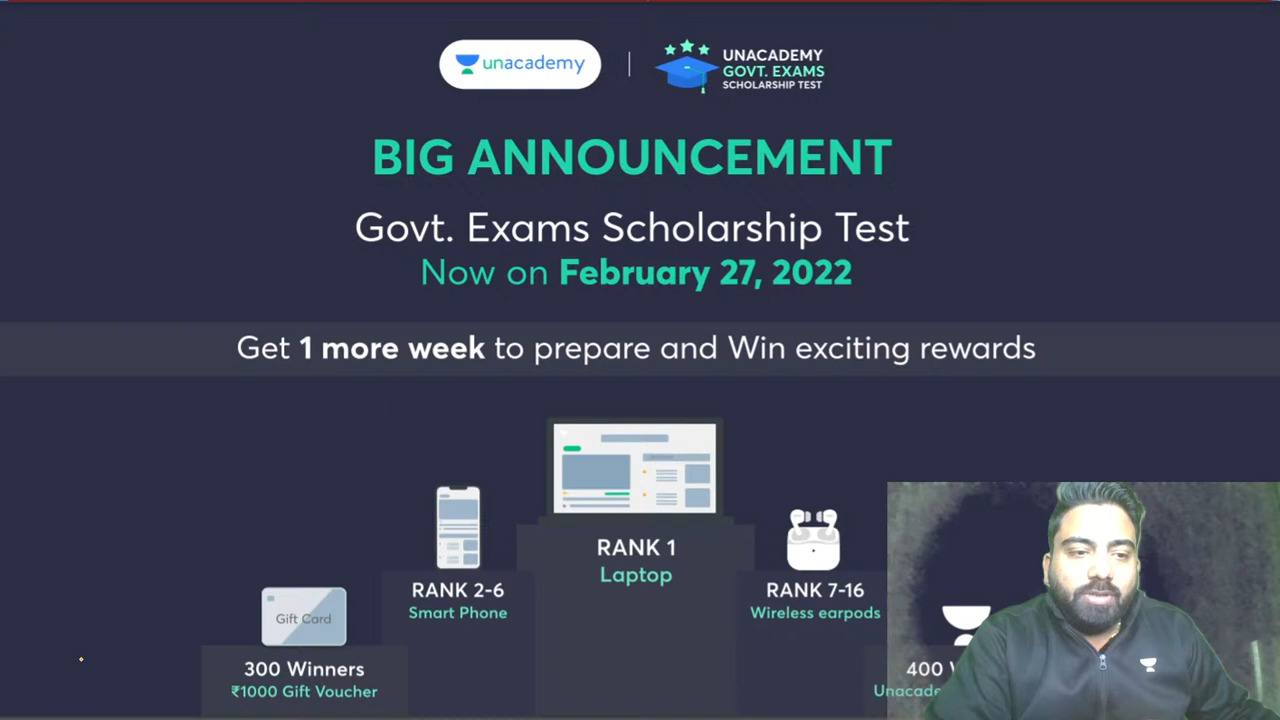 unacademy
UNACADEMY
GOVT. EXAMS
SCHOLARSHIP TEST
BIG ANNOUNCEMENT
Govt. Exams Scholarship Test
Now on February 27, 2022
Get 1 more week to prepare and Win exciting rewards
RANK 1
Laptop
RANK 2-6
Smart Phone
RANK 7-16
Wireless earpods
Gift Card
300 Winners
₹1000 Gift Voucher
400